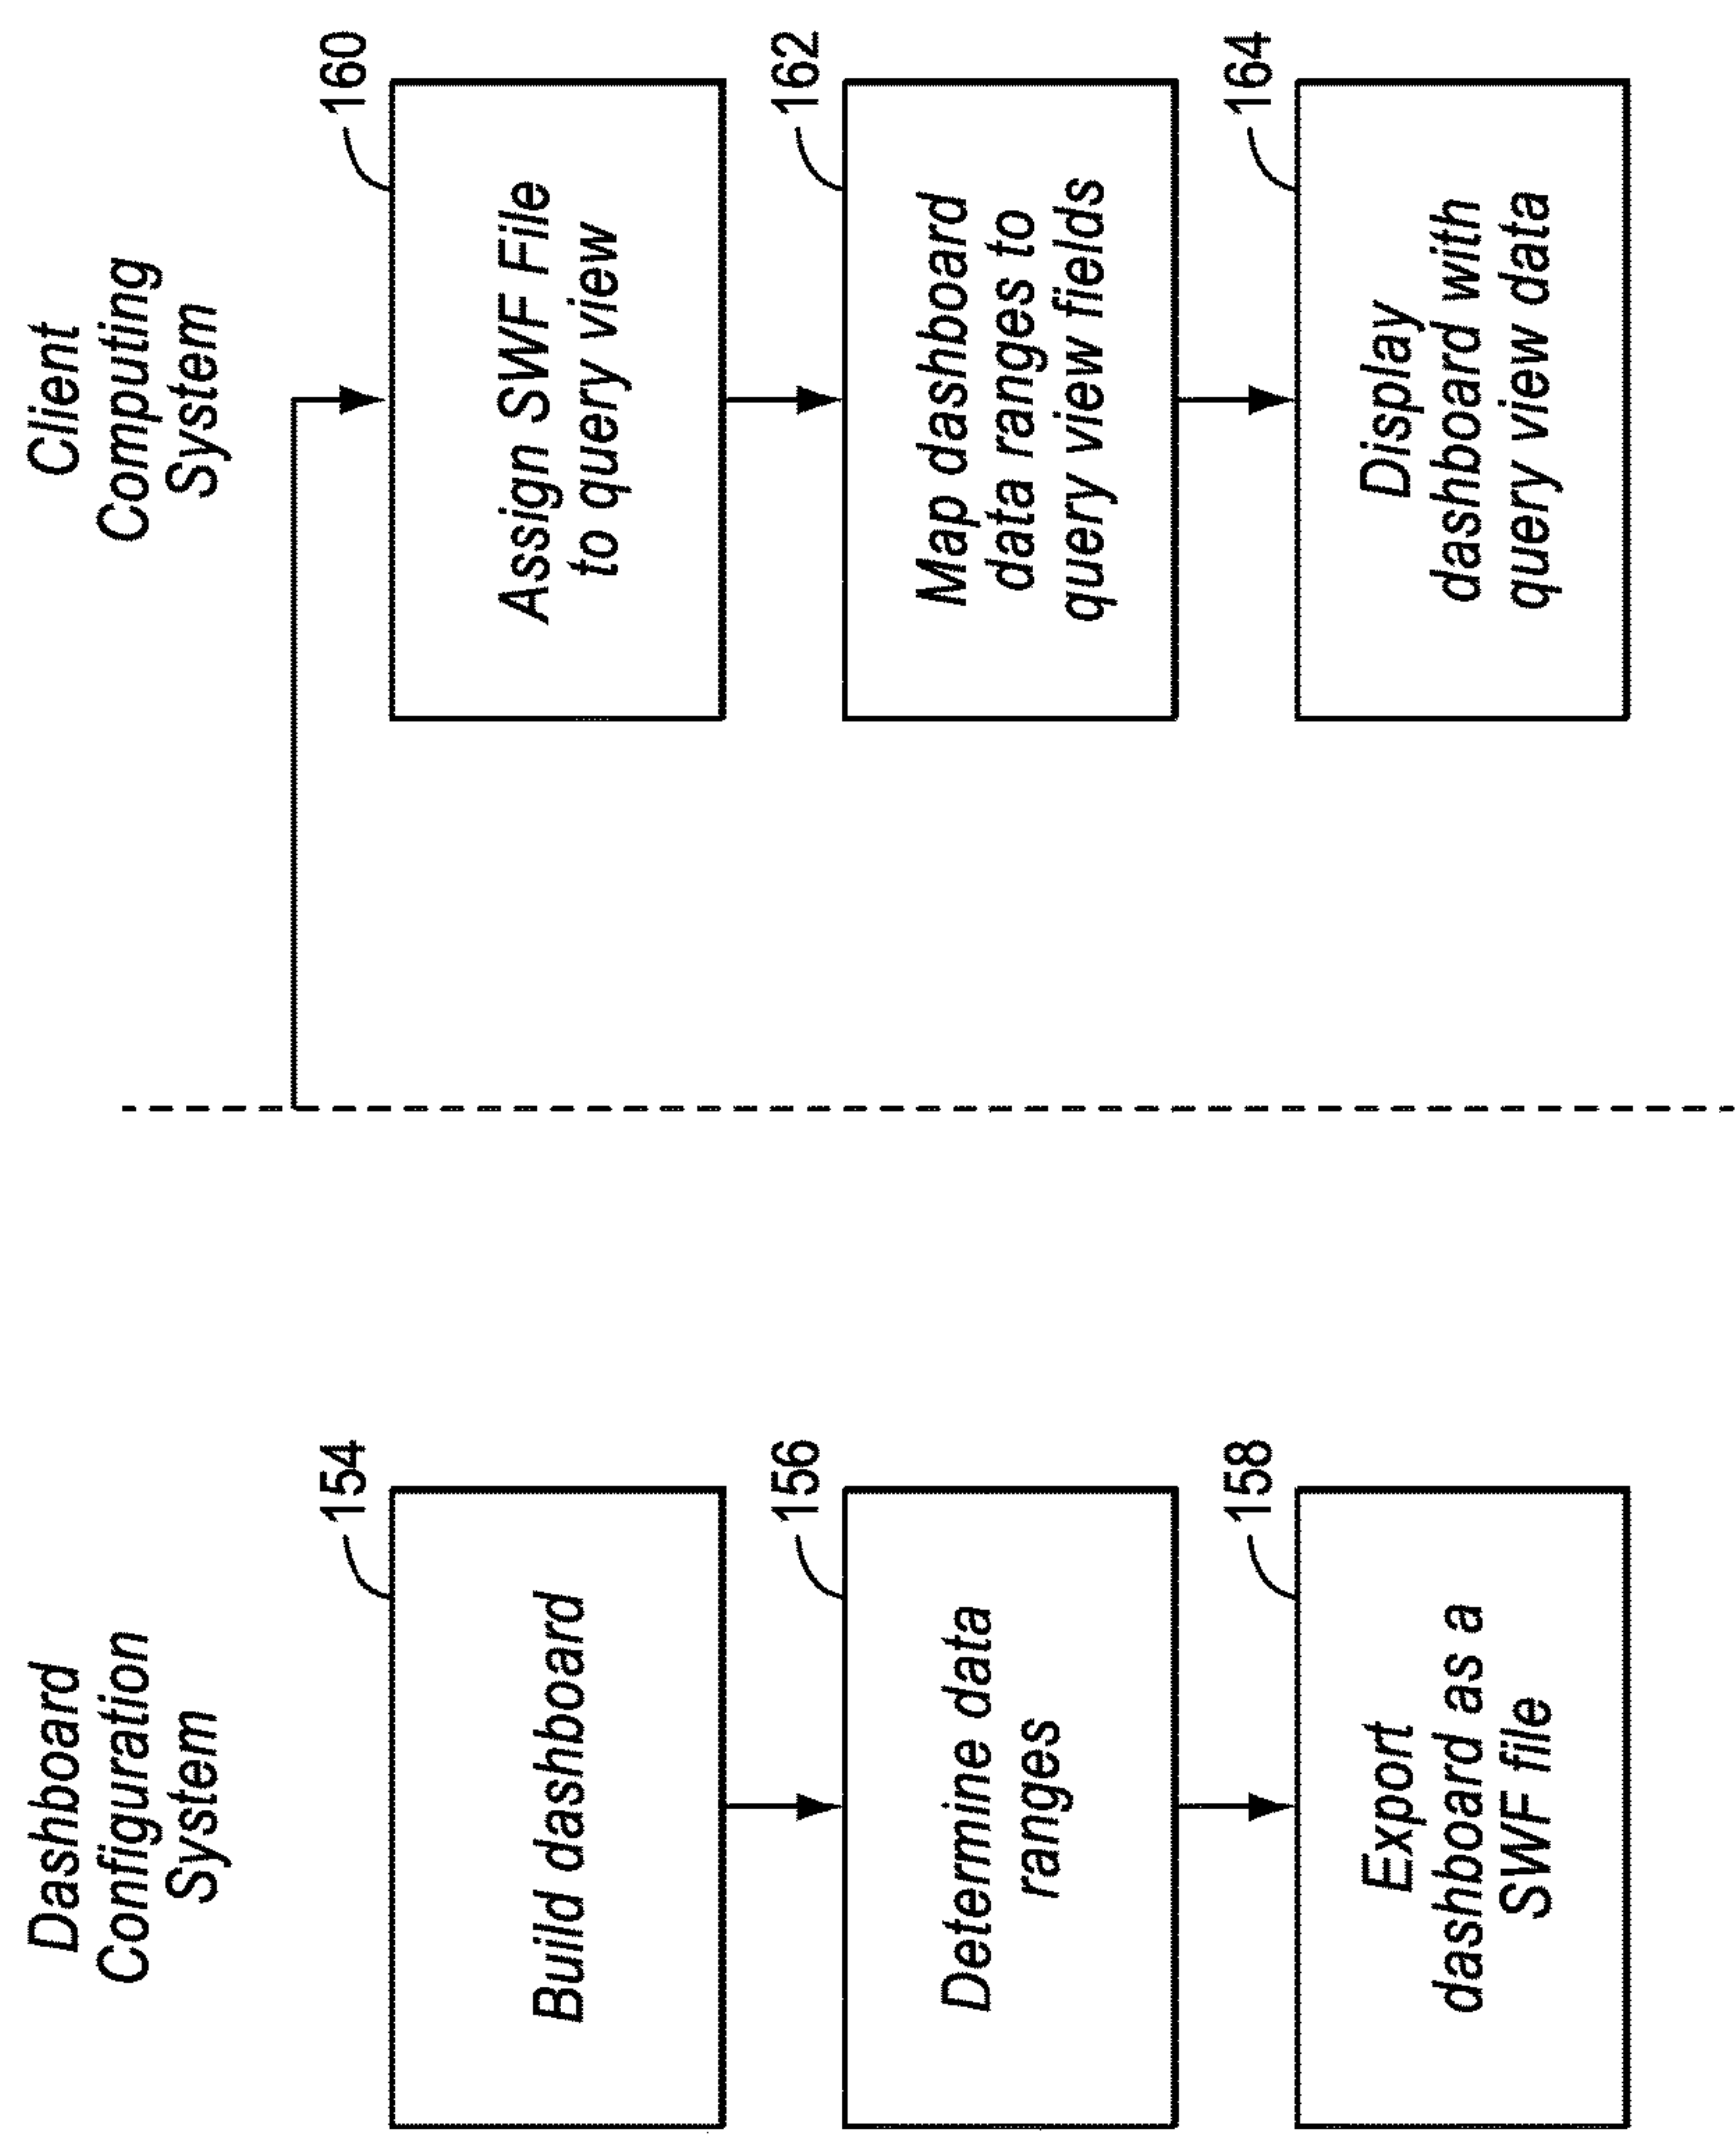 Dashboard
Configuration
System
154
Build dashboard
156
Determine data
ranges
158
Export
dashboard as a
SWF file
Client
Computing
System
160
Assign SWF File
to query view
162
Map dashboard
data ranges to
query view fields
164
Display
dashboard with
query view data